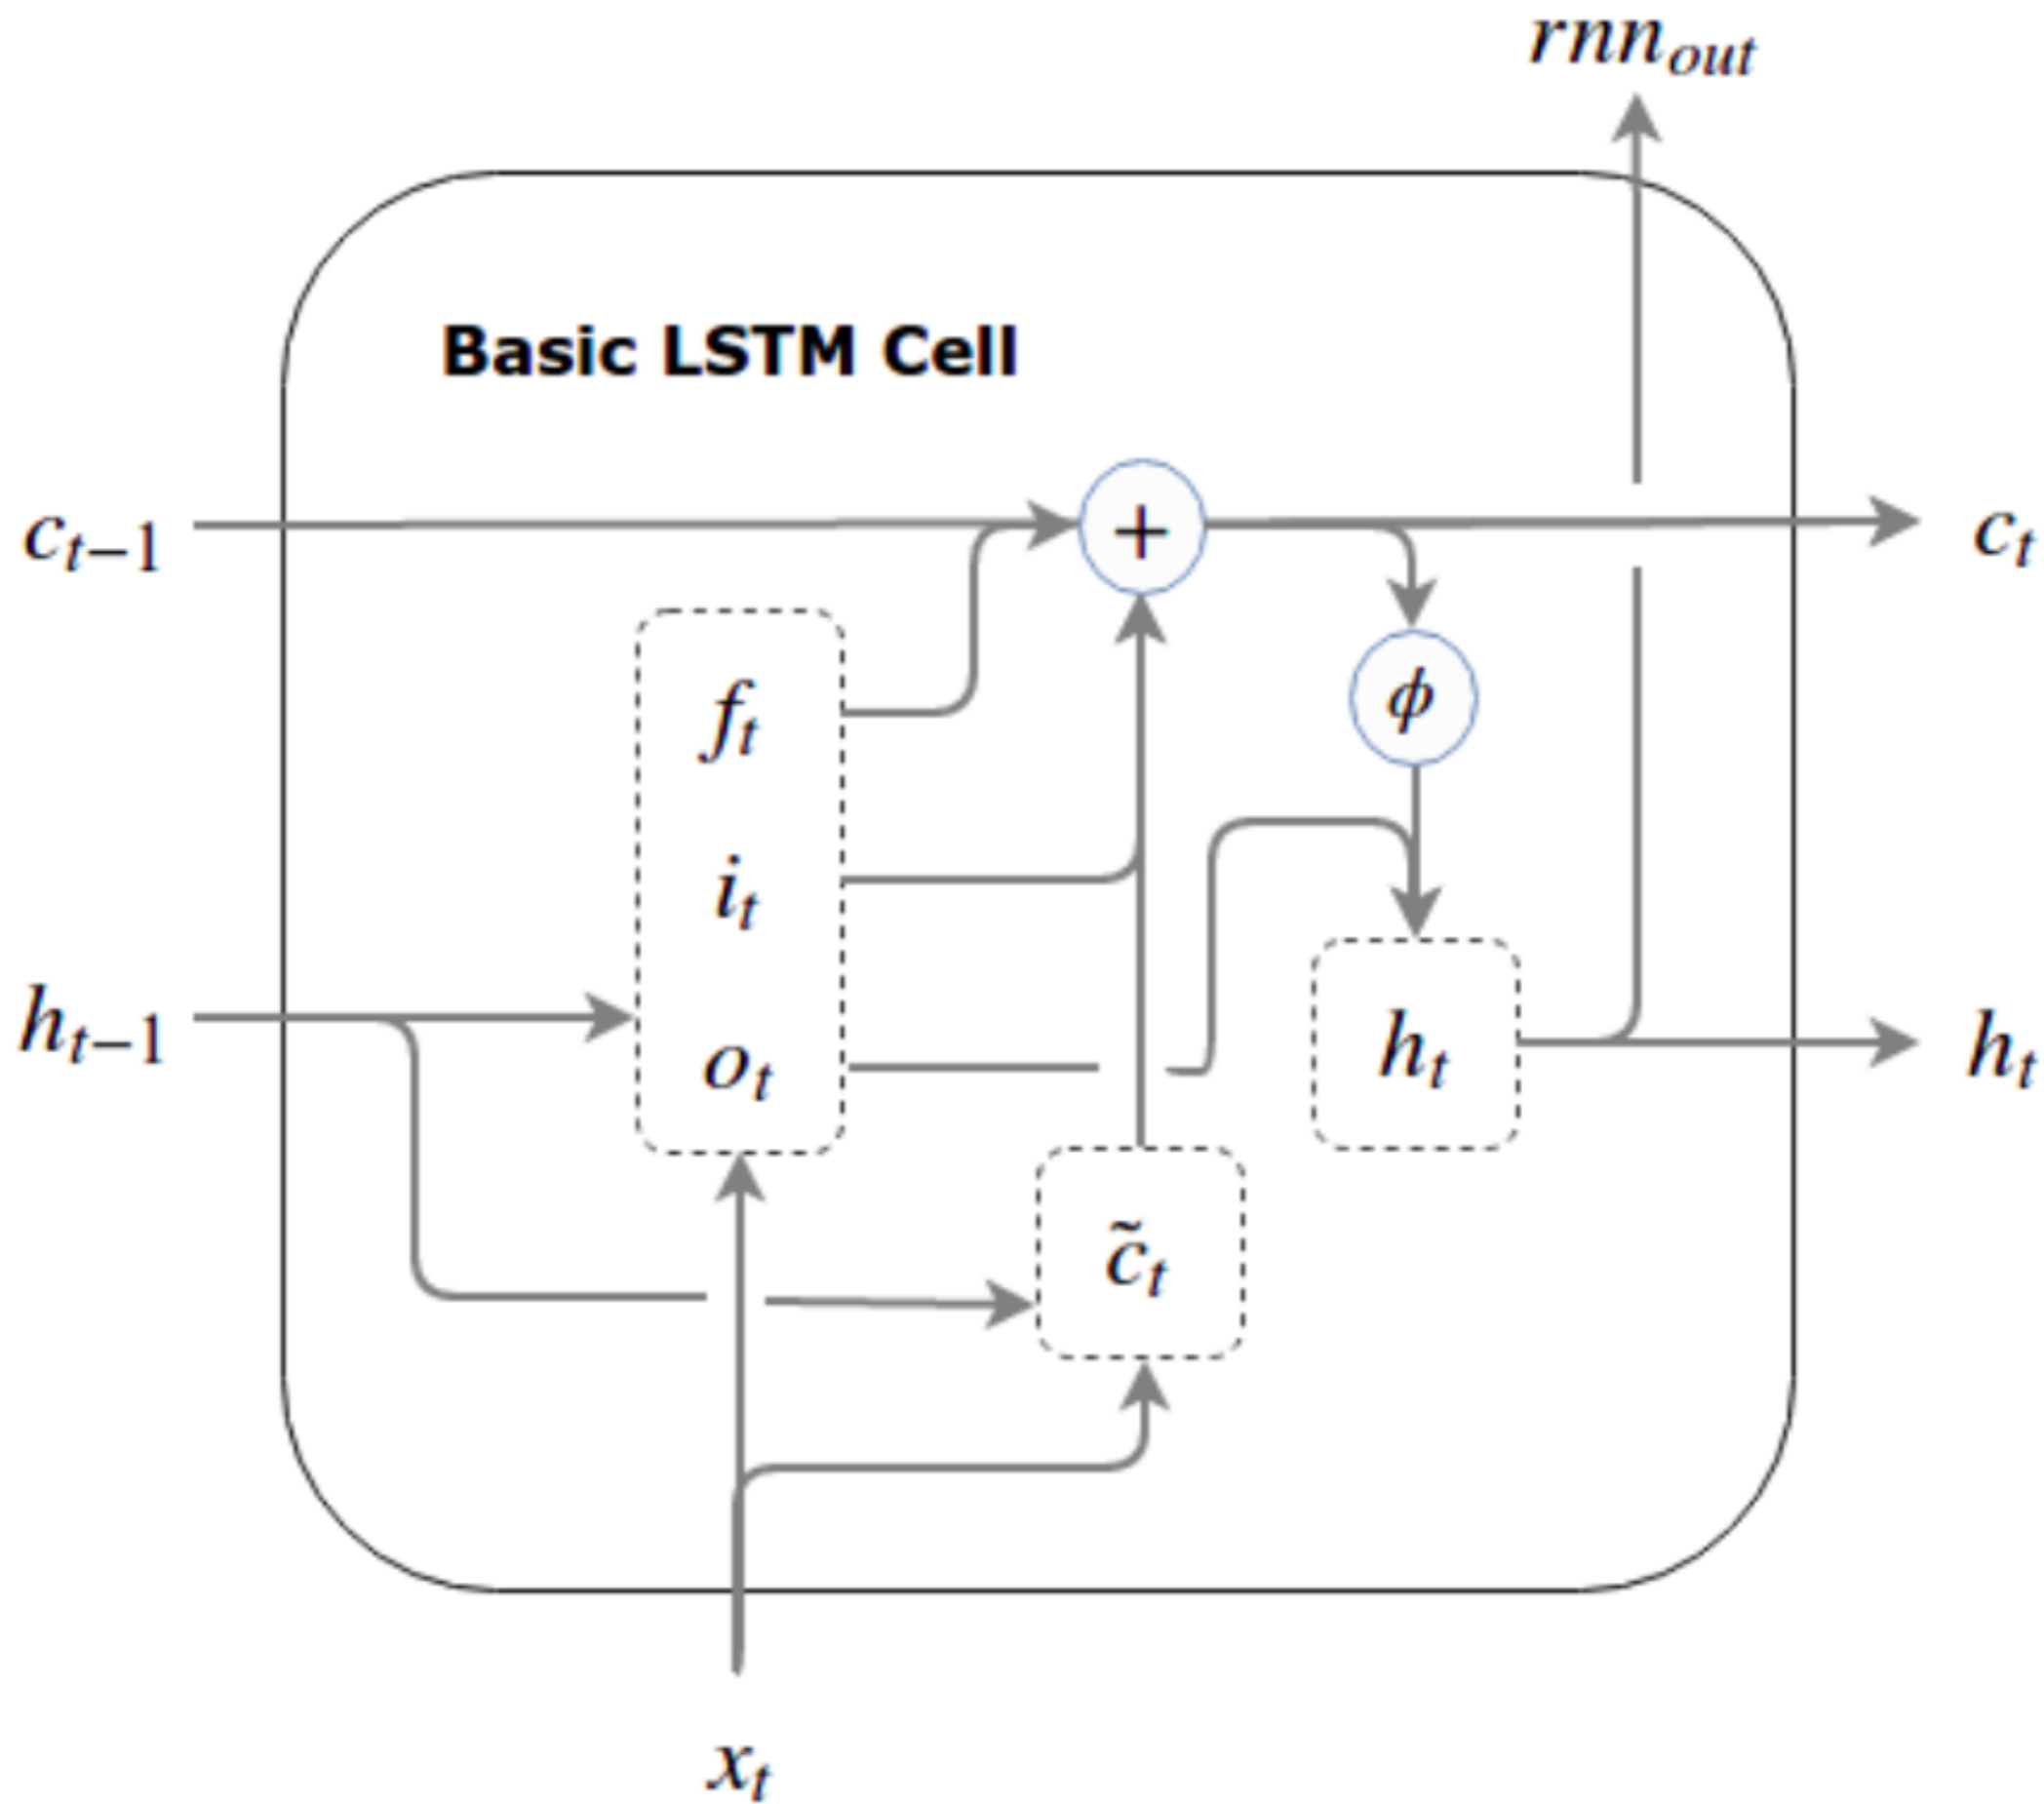 rnn_out
Basic LSTM Cell
c_{t−1}
+
c_t
f_t
ϕ
i_t
h_{t−1}
o_t
h_t
h_t
c̃_t
x_t